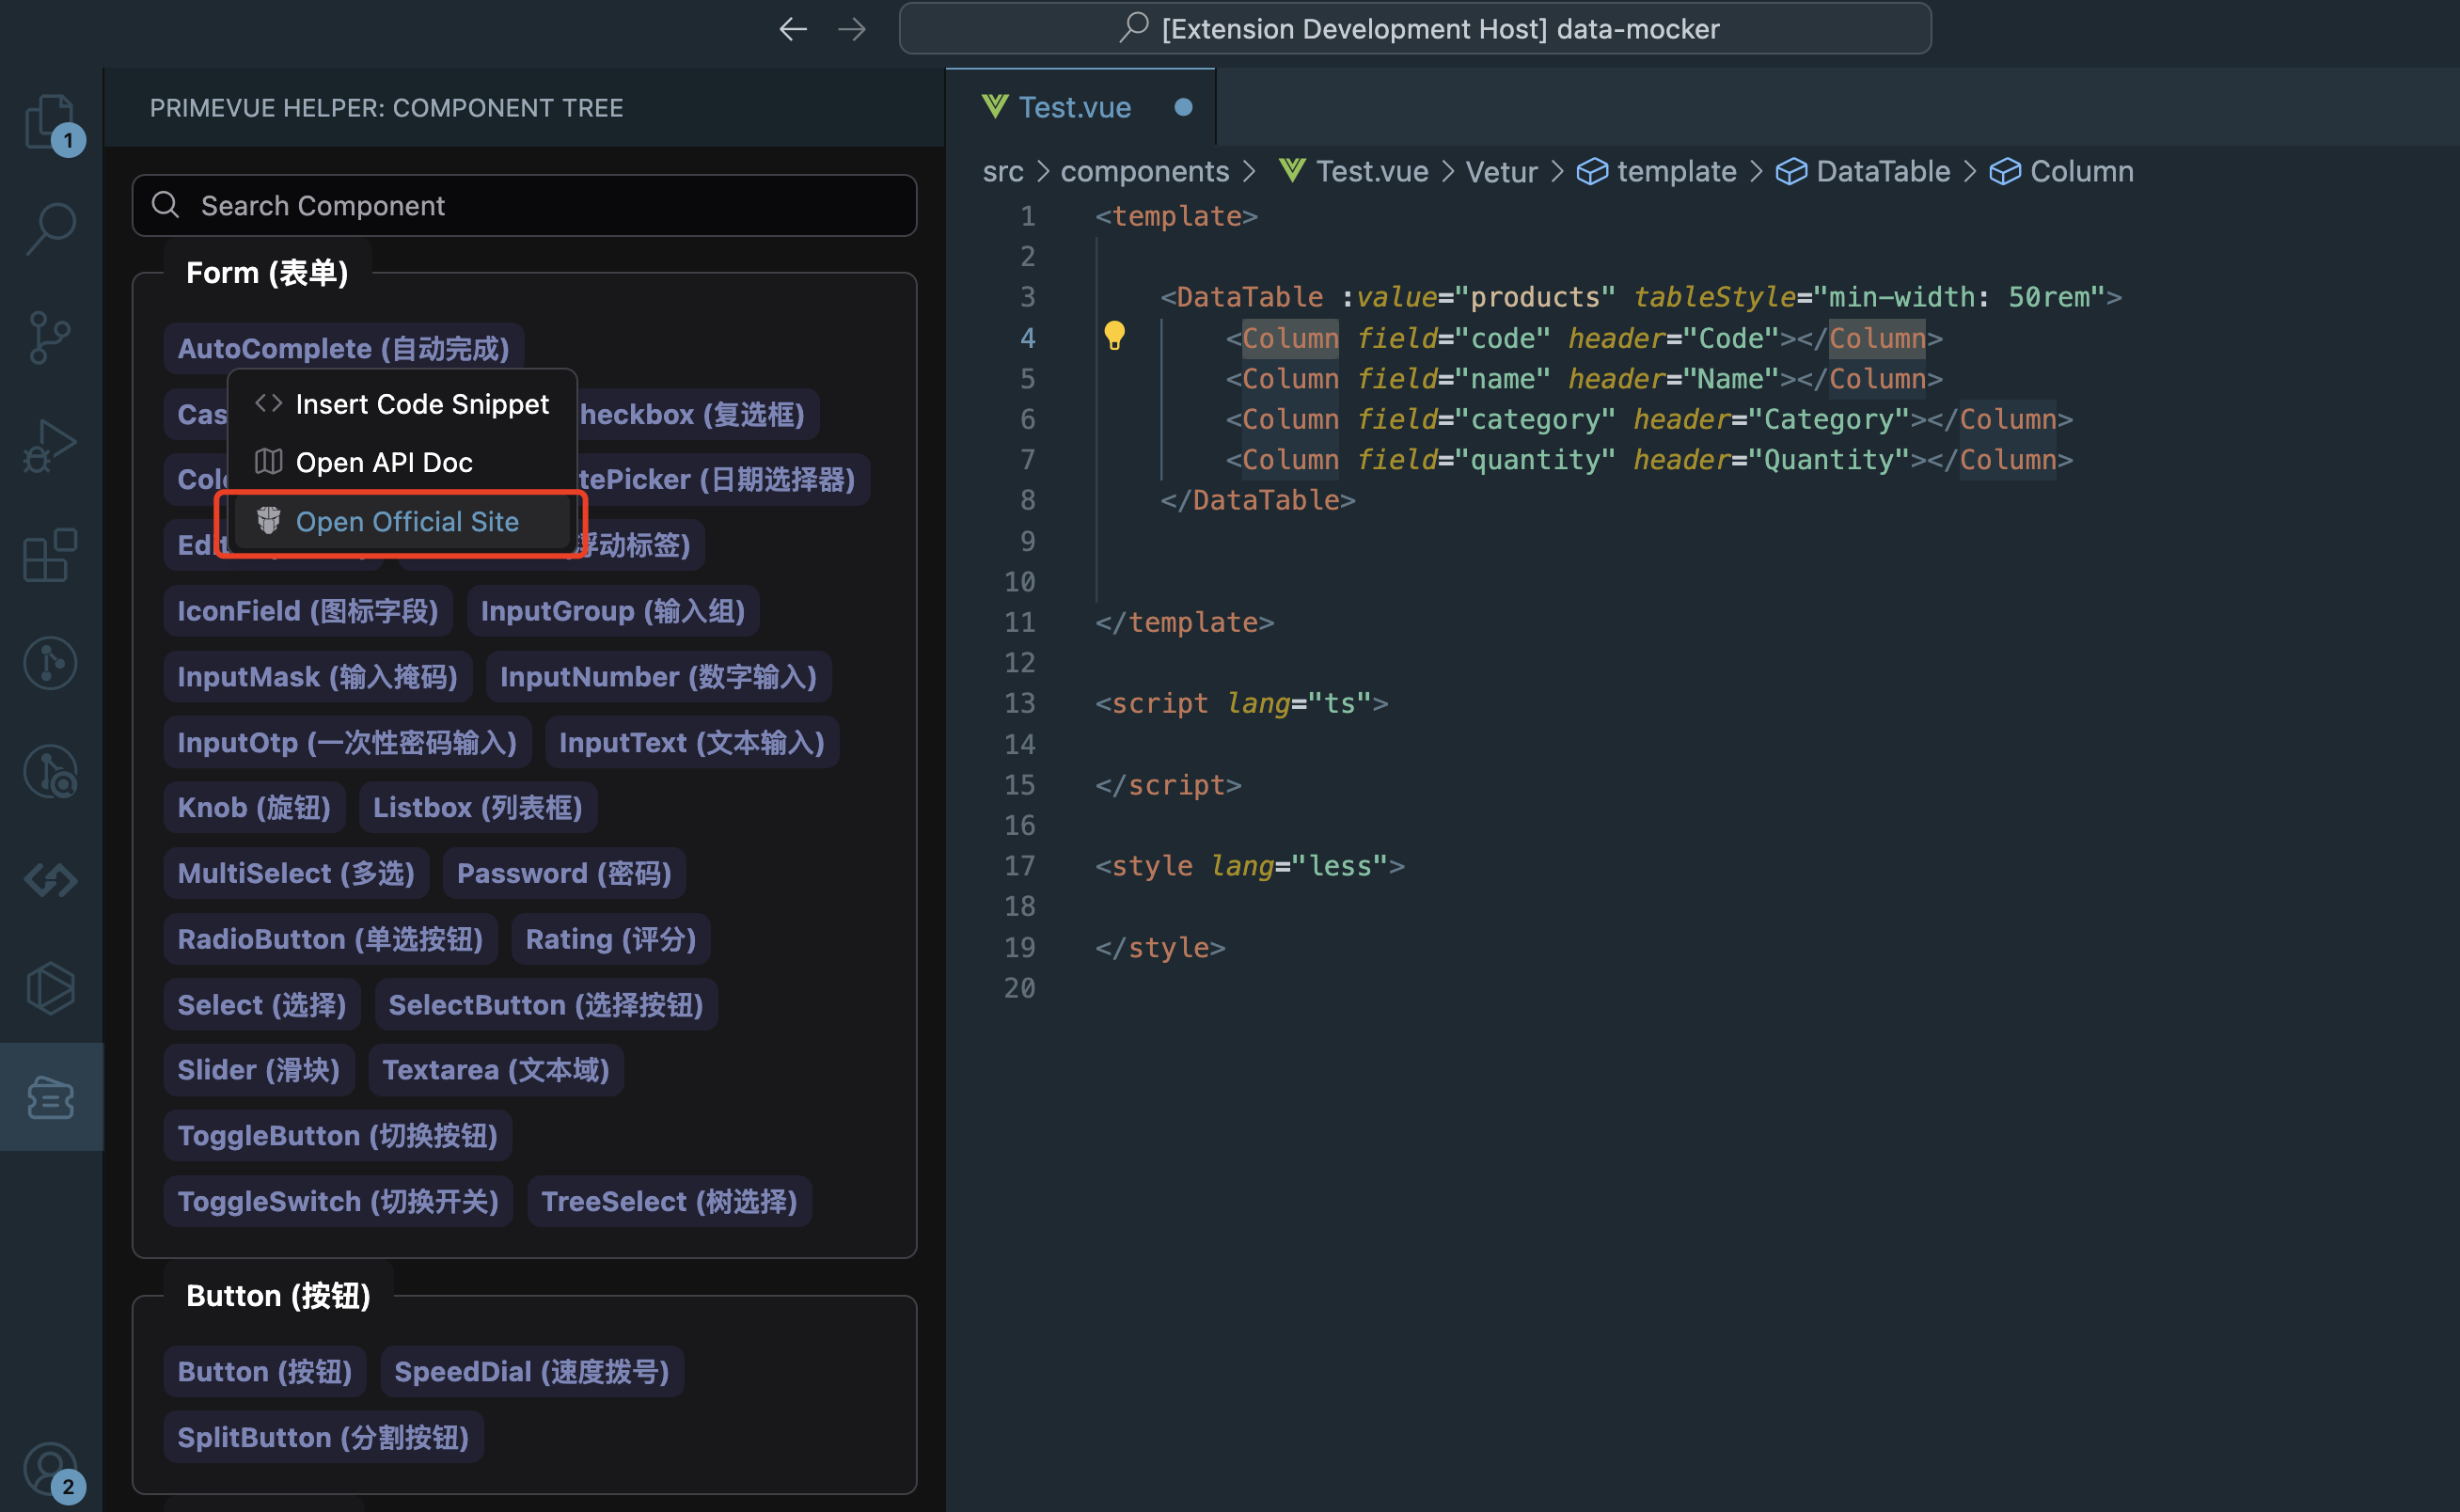 [Extension Development Host] data-mocker
1
2
PRIMEVUE HELPER: COMPONENT TREE
Search Component
Form (表单)
AutoComplete (自动完成)
Insert Code Snippet
Open API Doc
Open Official Site
Cas heckbox (复选框)
Col tePicker (日期选择器)
Edi 浮动标签)
IconField (图标字段) InputGroup (输入组)
InputMask (输入掩码) InputNumber (数字输入)
InputOtp (一次性密码输入) InputText (文本输入)
Knob (旋钮) Listbox (列表框)
MultiSelect (多选) Password (密码)
RadioButton (单选按钮) Rating (评分)
Select (选择) SelectButton (选择按钮)
Slider (滑块) Textarea (文本域)
ToggleButton (切换按钮)
ToggleSwitch (切换开关) TreeSelect (树选择)
Button (按钮)
Button (按钮) SpeedDial (速度拨号)
SplitButton (分割按钮)
Test.vue
src > components > Test.vue > Vetur > template > DataTable > Column
1 <template>
2
3 <DataTable :value="products" tableStyle="min-width: 50rem">
4 <Column field="code" header="Code"></Column>
5 <Column field="name" header="Name"></Column>
6 <Column field="category" header="Category"></Column>
7 <Column field="quantity" header="Quantity"></Column>
8 </DataTable>
9
10
11 </template>
12
13 <script lang="ts">
14
15 </script>
16
17 <style lang="less">
18
19 </style>
20